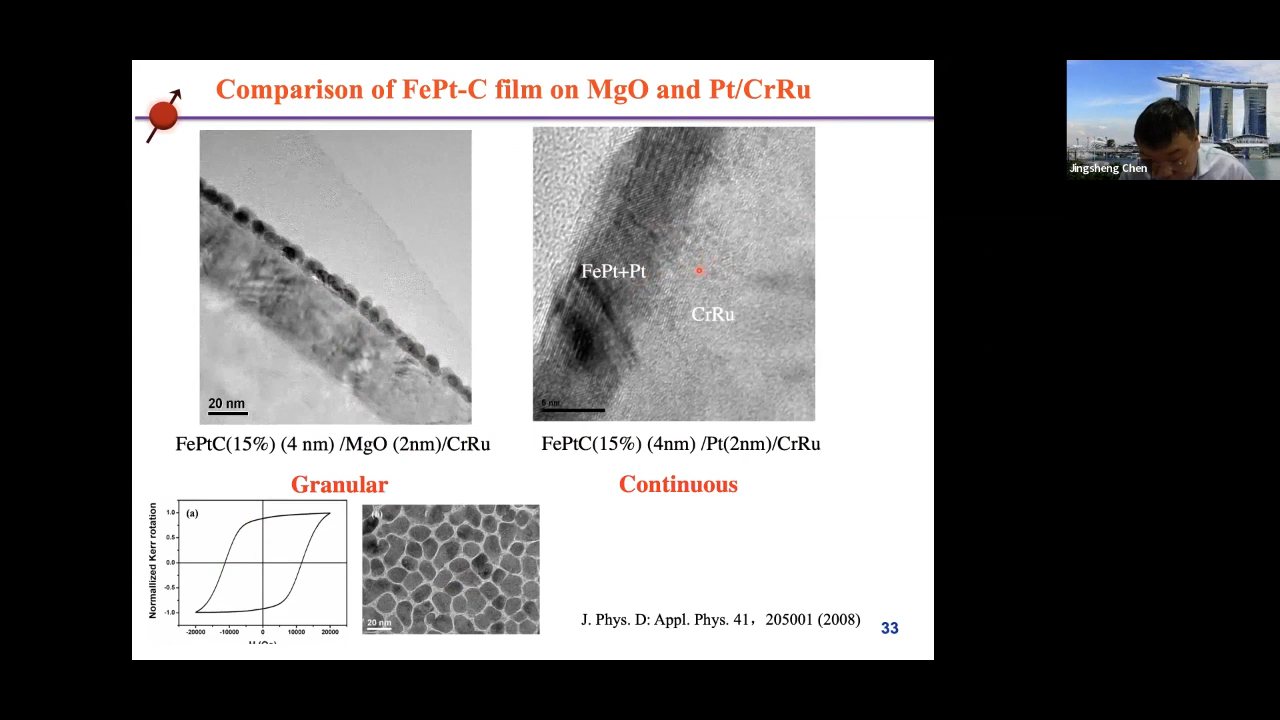 Comparison of FePt-C film on MgO and Pt/CrRu
Jingsheng Chen
FePt+Pt
CrRu
20 nm
5 nm
FePtC(15%) (4 nm) /MgO (2nm)/CrRu
FePtC(15%) (4nm) /Pt(2nm)/CrRu
Granular
Continuous
Normallized Kerr rotation
(a)
1.0
0.5
0.0
-0.5
-1.0
-20000 -10000 0 10000 20000
20 nm
J. Phys. D: Appl. Phys. 41, 205001 (2008)
33